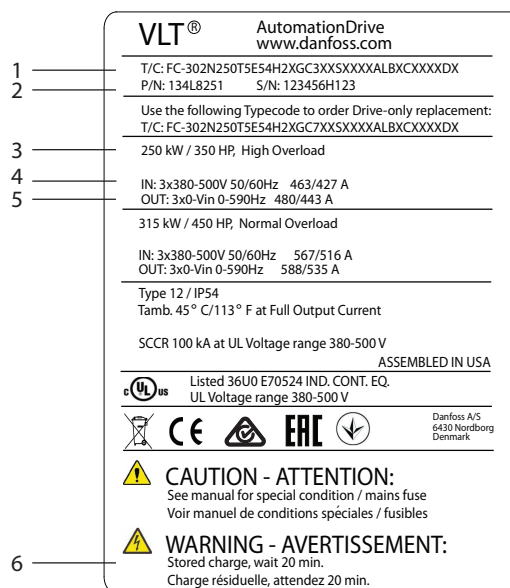 VLT® AutomationDrive
www.danfoss.com
1 T/C: FC-302N250T5E54H2XGC3XXSXXXXALBXCXXXXDX
2 P/N: 134L8251 S/N: 123456H123
Use the following Typecode to order Drive-only replacement:
T/C: FC-302N250T5E54H2XGC7XXSXXXXALBXCXXXXDX
3 250 kW / 350 HP, High Overload
4 IN: 3x380-500V 50/60Hz 463/427 A
5 OUT: 3x0-Vin 0-590Hz 480/443 A
315 kW / 450 HP, Normal Overload
IN: 3x380-500V 50/60Hz 567/516 A
OUT: 3x0-Vin 0-590Hz 588/535 A
Type 12 / IP54
Tamb. 45° C/113° F at Full Output Current
SCCR 100 kA at UL Voltage range 380-500 V
ASSEMBLED IN USA
c UL us Listed 36U0 E70524 IND. CONT. EQ.
UL Voltage range 380-500 V
CE EAC
Danfoss A/S
6430 Nordborg
Denmark
CAUTION - ATTENTION:
See manual for special condition / mains fuse
Voir manuel de conditions spéciales / fusibles
WARNING - AVERTISSEMENT:
6 Stored charge, wait 20 min.
Charge résiduelle, attendez 20 min.